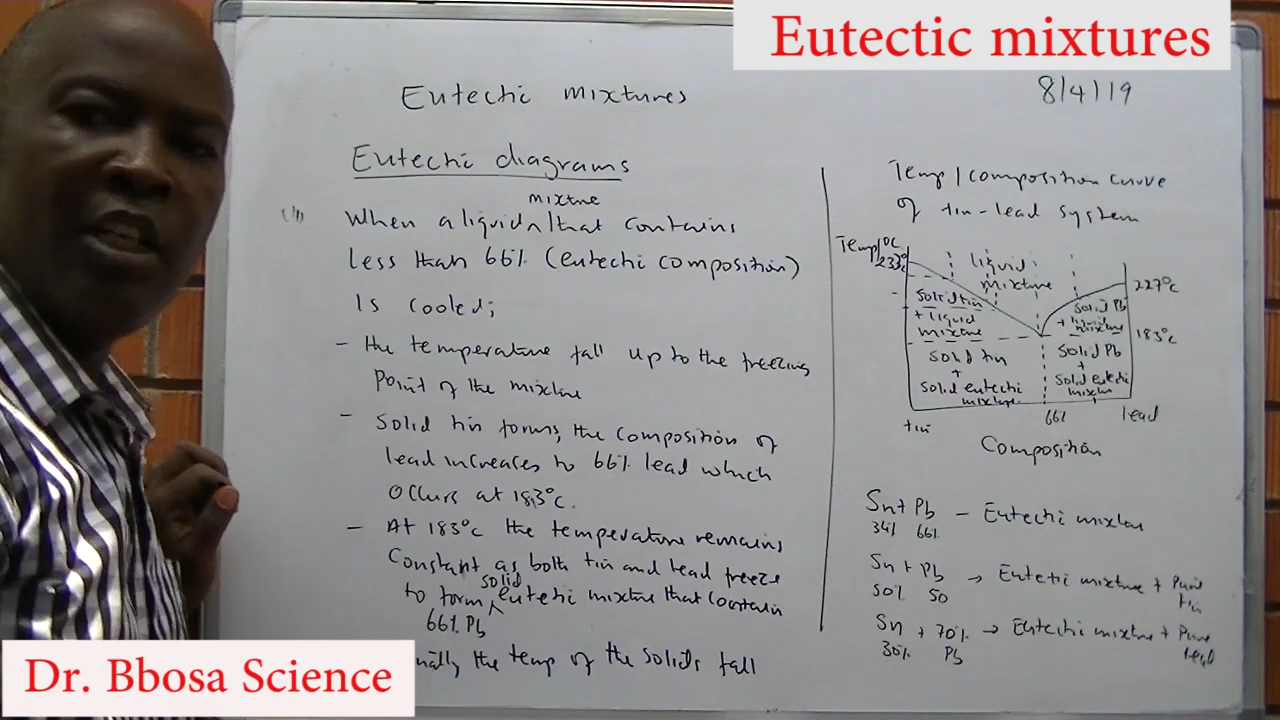 Eutectic mixtures
8/4/19
Eutectic mixtures
Eutectic diagrams
mixture
When a liquid that contains
less than 66% (eutectic composition)
Is cooled;
- the temperature fall up to the freezing
point of the mixture
- Solid tin forms, the composition of
lead increases to 66% lead which
occurs at 183°C.
- At 183°C the temperature remains
Constant as both tin and lead freeze
solid
to form eutetic mixture that contain
66% Pb
the temp of the solids fall
Temp/composition curve
of tin-lead system
Temp/°C
233°C
liquid
mixture
227°C
Solid tin
+ liquid
mixture
Solid Pb
+ liquid
mixture
183°C
Solid tin
+
Solid eutectic
mixture
Solid Pb
+
Solid eutectic
mixture
tin
66%
lead
Composition
Sn + Pb - Eutectic mixture
34% 66%
Sn + Pb → Eutectic mixture +
50% 50
tin
Sn + 70% → Eutectic mixture +
30% Pb
lead
Dr. Bbosa Science